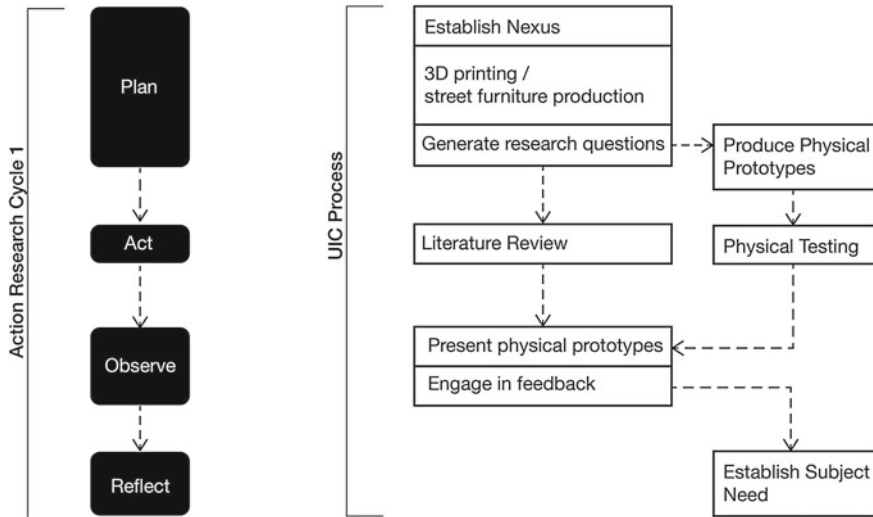 Action Research Cycle 1
Plan
Act
Observe
Reflect
UIC Process
Establish Nexus
3D printing /
street furniture production
Generate research questions
Produce Physical
Prototypes
Literature Review
Physical Testing
Present physical prototypes
Engage in feedback
Establish Subject
Need